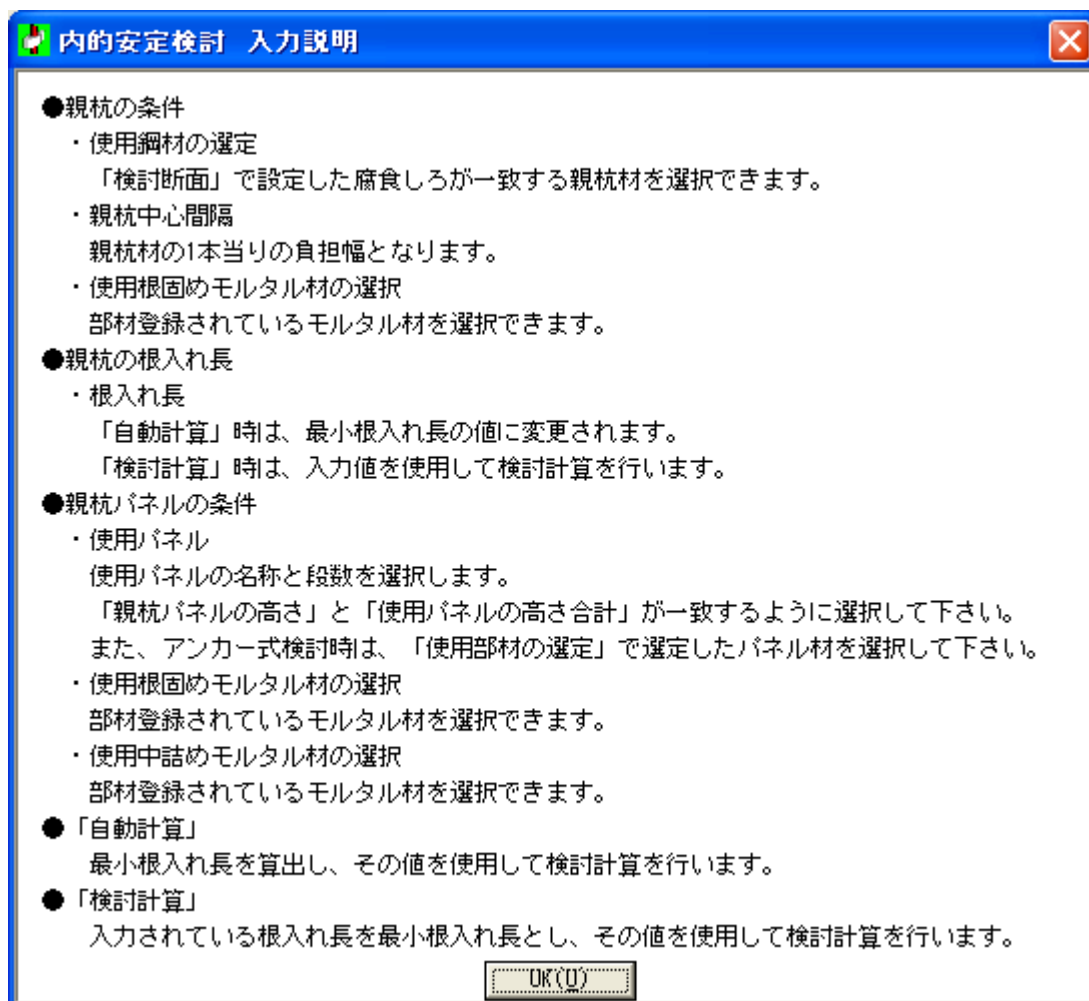 内的安定検討 入力説明
●親杭の条件
・使用鋼材の選定
「検討断面」で設定した腐食しろが一致する親杭材を選択できます。
・親杭中心間隔
親杭材の1本当りの負担幅となります。
・使用根固めモルタル材の選択
部材登録されているモルタル材を選択できます。
●親杭の根入れ長
・根入れ長
「自動計算」時は、最小根入れ長の値に変更されます。
「検討計算」時は、入力値を使用して検討計算を行います。
●親杭パネルの条件
・使用パネル
使用パネルの名称と段数を選択します。
「親杭パネルの高さ」と「使用パネルの高さ合計」が一致するように選択して下さい。
また、アンカー式検討時は、「使用部材の選定」で選定したパネル材を選択して下さい。
・使用根固めモルタル材の選択
部材登録されているモルタル材を選択できます。
・使用中詰めモルタル材の選択
部材登録されているモルタル材を選択できます。
●「自動計算」
最小根入れ長を算出し、その値を使用して検討計算を行います。
●「検討計算」
入力されている根入れ長を最小根入れ長とし、その値を使用して検討計算を行います。
OK(U)